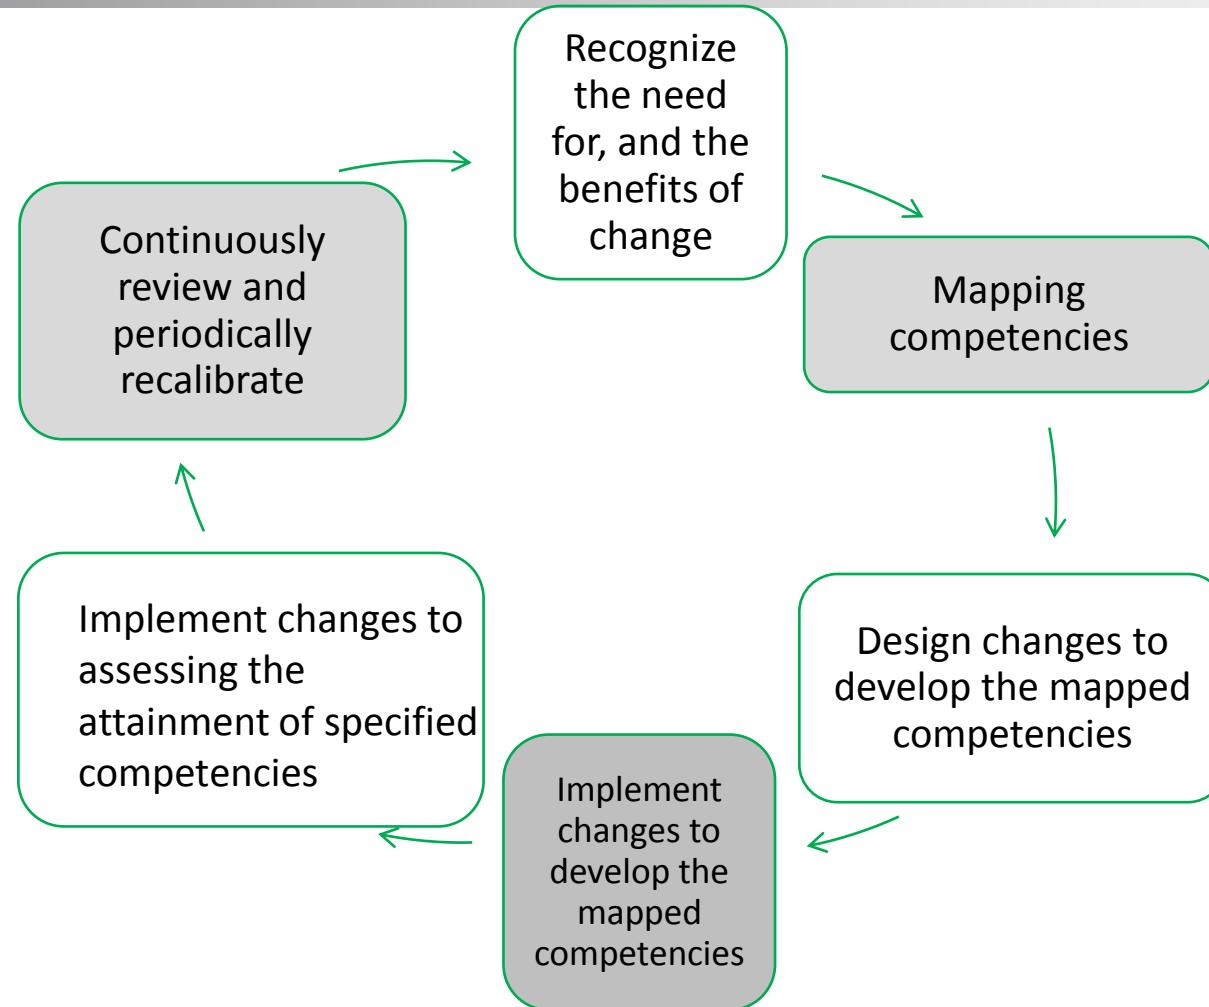 Recognize
the need
for, and the
benefits of
change
Mapping
competencies
Design changes to
develop the mapped
competencies
Implement
changes to
develop the
mapped
competencies
Implement changes to
assessing the
attainment of specified
competencies
Continuously
review and
periodically
recalibrate